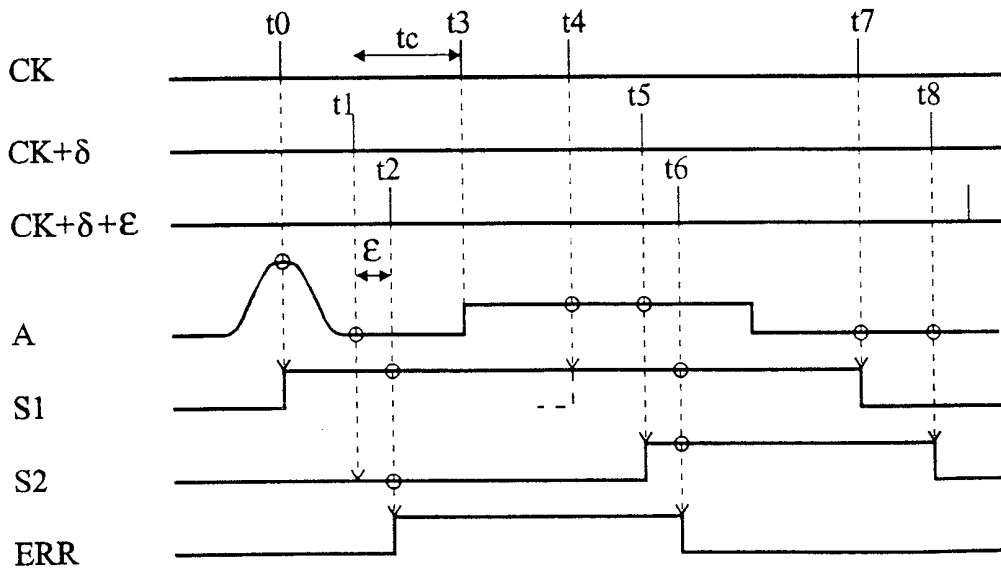 t0 t3 t4 t7
tc
CK
t1 t5 t8
CK+δ
t2 t6
CK+δ+ε
ε
A
S1
S2
ERR